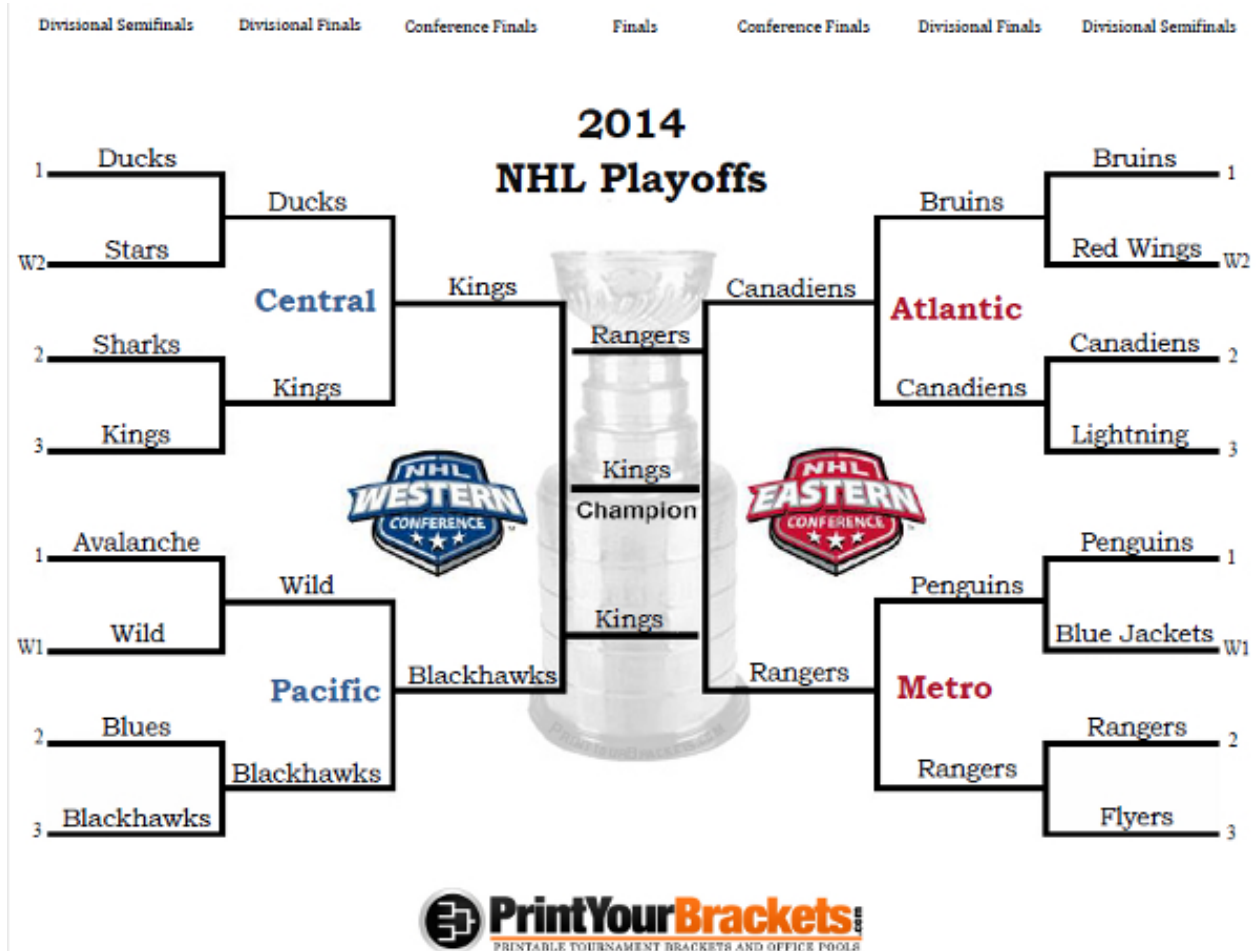 Divisional Semifinals Divisional Finals Conference Finals Finals Conference Finals Divisional Finals Divisional Semifinals
2014
NHL Playoffs
1 Ducks
Ducks
W2 Stars
Central
Kings
2 Sharks
Kings
3 Kings
1 Avalanche
Wild
W1 Wild
Pacific
Blackhawks
2 Blues
Blackhawks
3 Blackhawks
NHL
WESTERN
CONFERENCE
Rangers
Kings
Champion
Kings
PRINTYOURBRACKETS.COM
NHL
EASTERN
CONFERENCE
Bruins 1
Bruins
Red Wings W2
Canadiens
Atlantic
Canadiens 2
Canadiens
Lightning 3
Penguins 1
Penguins
Blue Jackets W1
Rangers
Metro
Rangers 2
Rangers
Flyers 3
PrintYourBrackets.com
PRINTABLE TOURNAMENT BRACKETS AND OFFICE POOLS